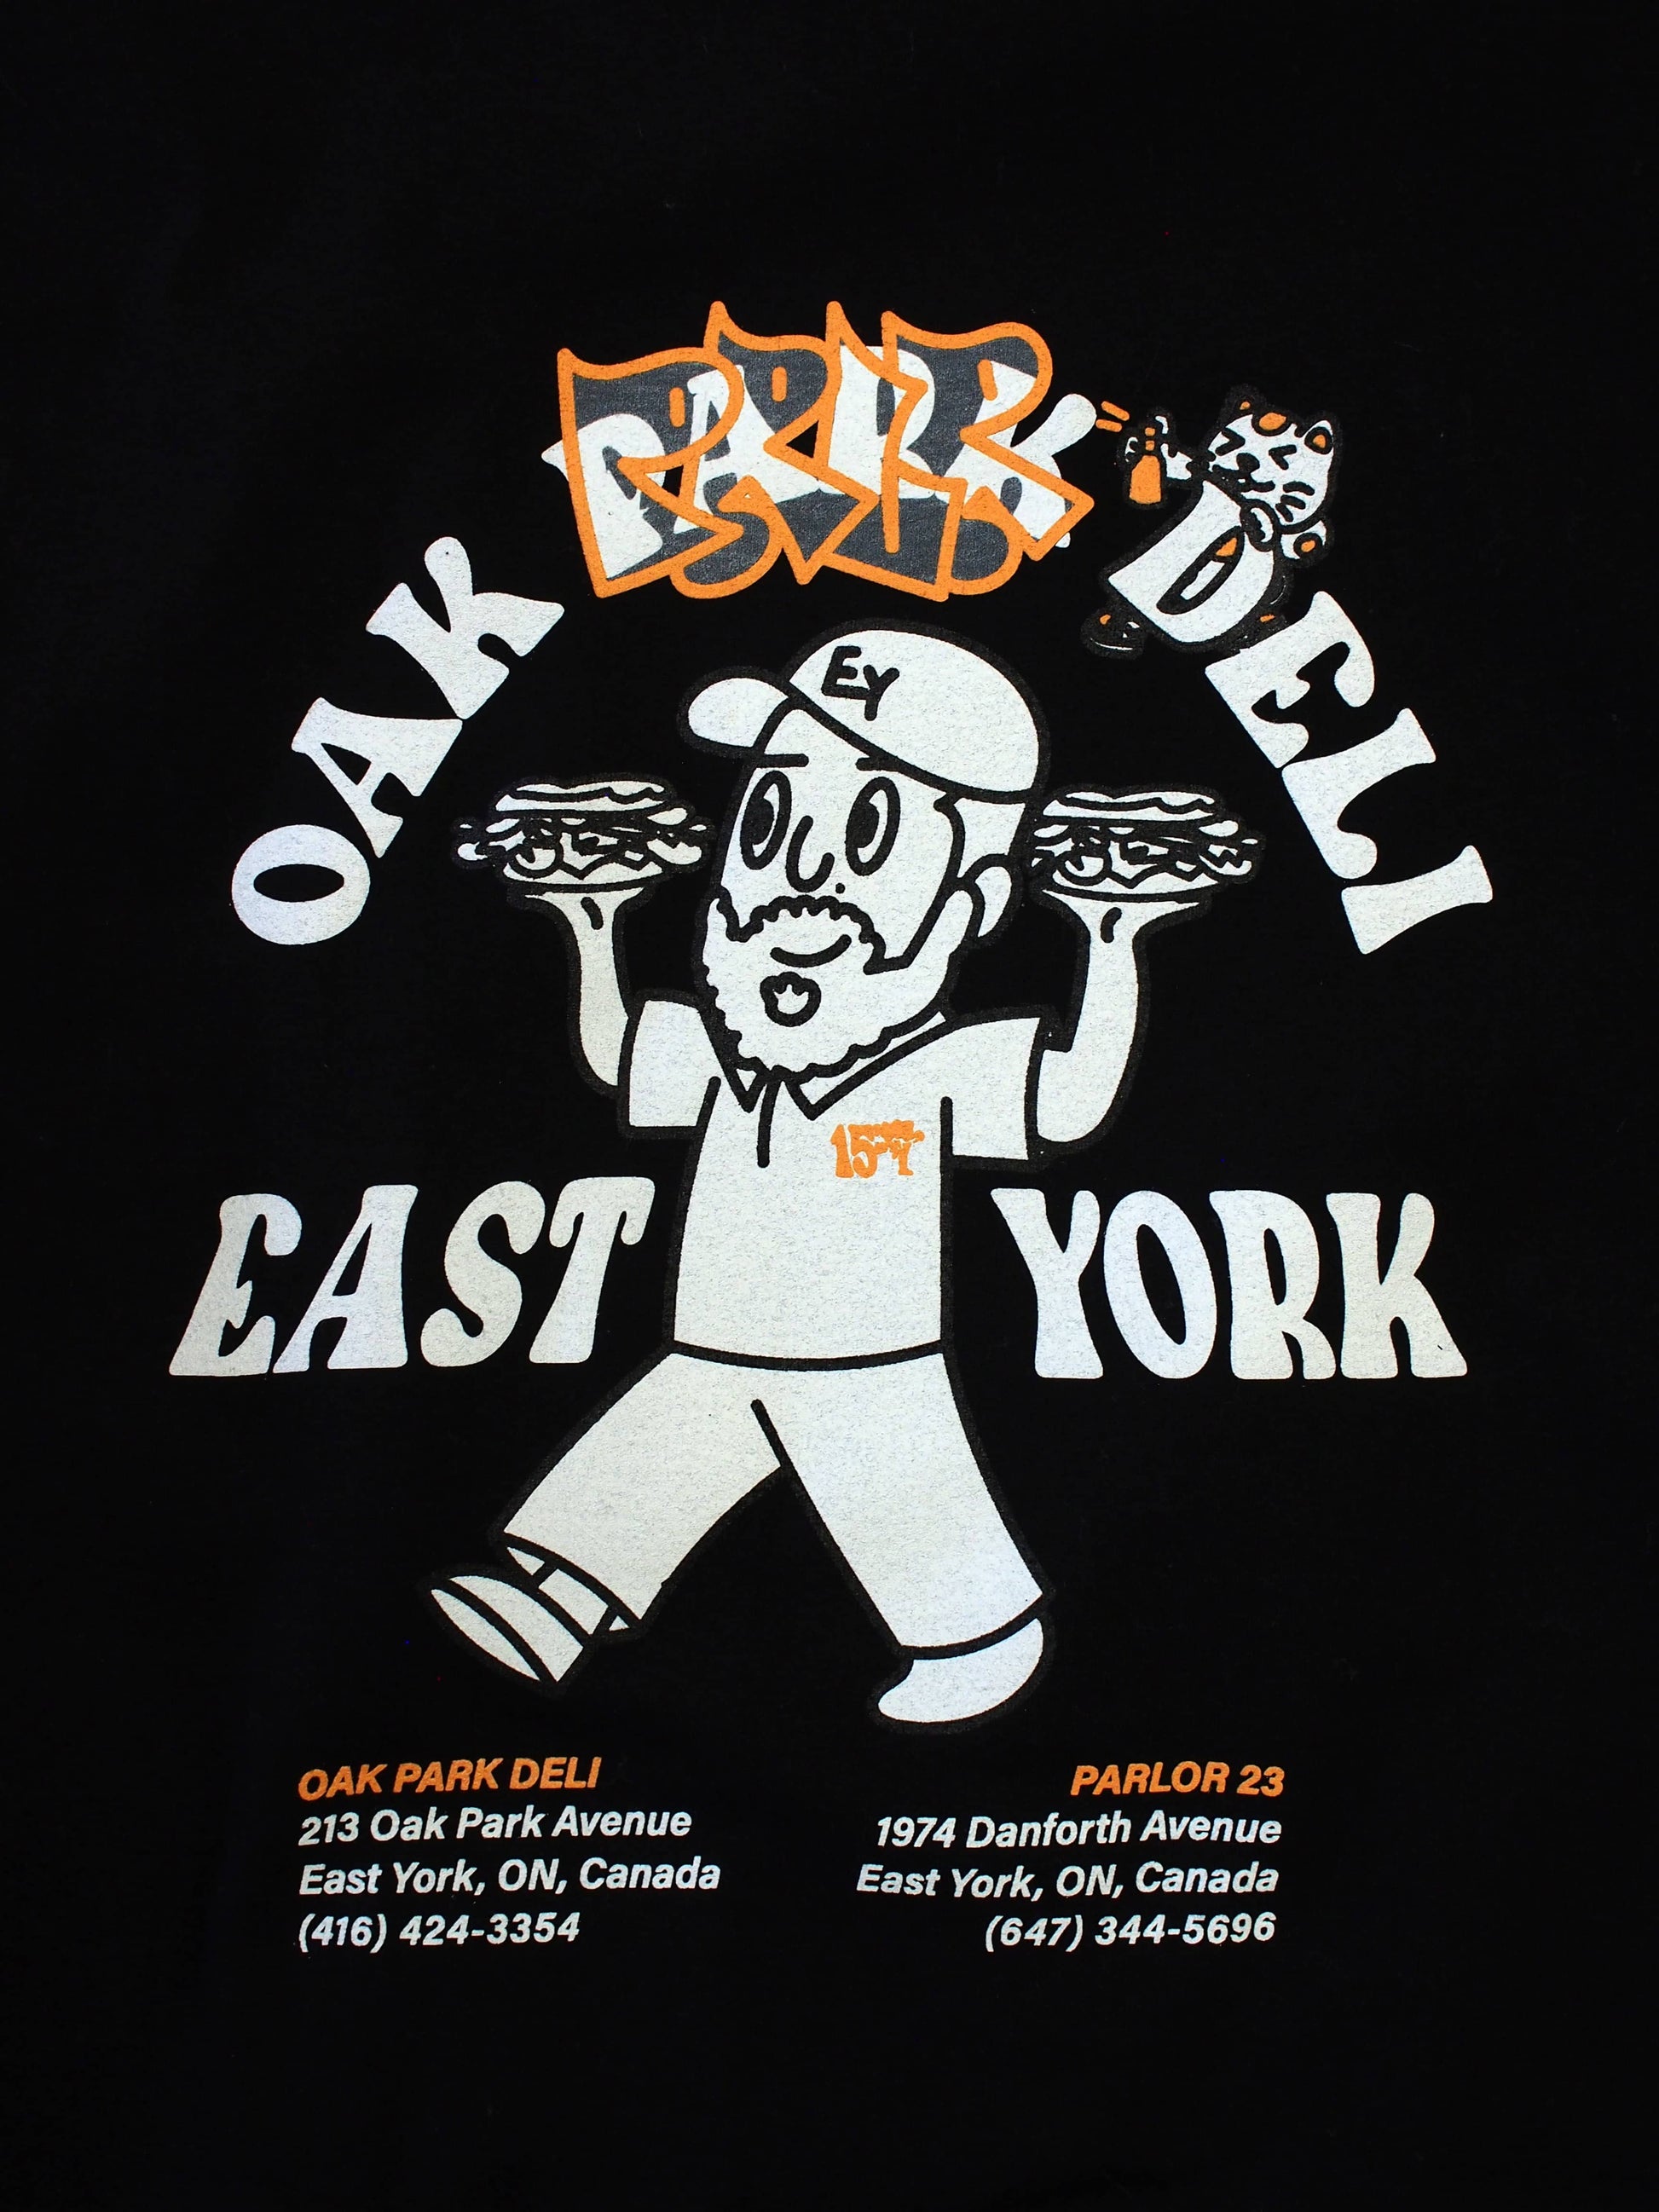 OAK PARK DELI
EY
EAST YORK
OAK PARK DELI
213 Oak Park Avenue
East York, ON, Canada
(416) 424-3354
PARLOR 23
1974 Danforth Avenue
East York, ON, Canada
(647) 344-5696